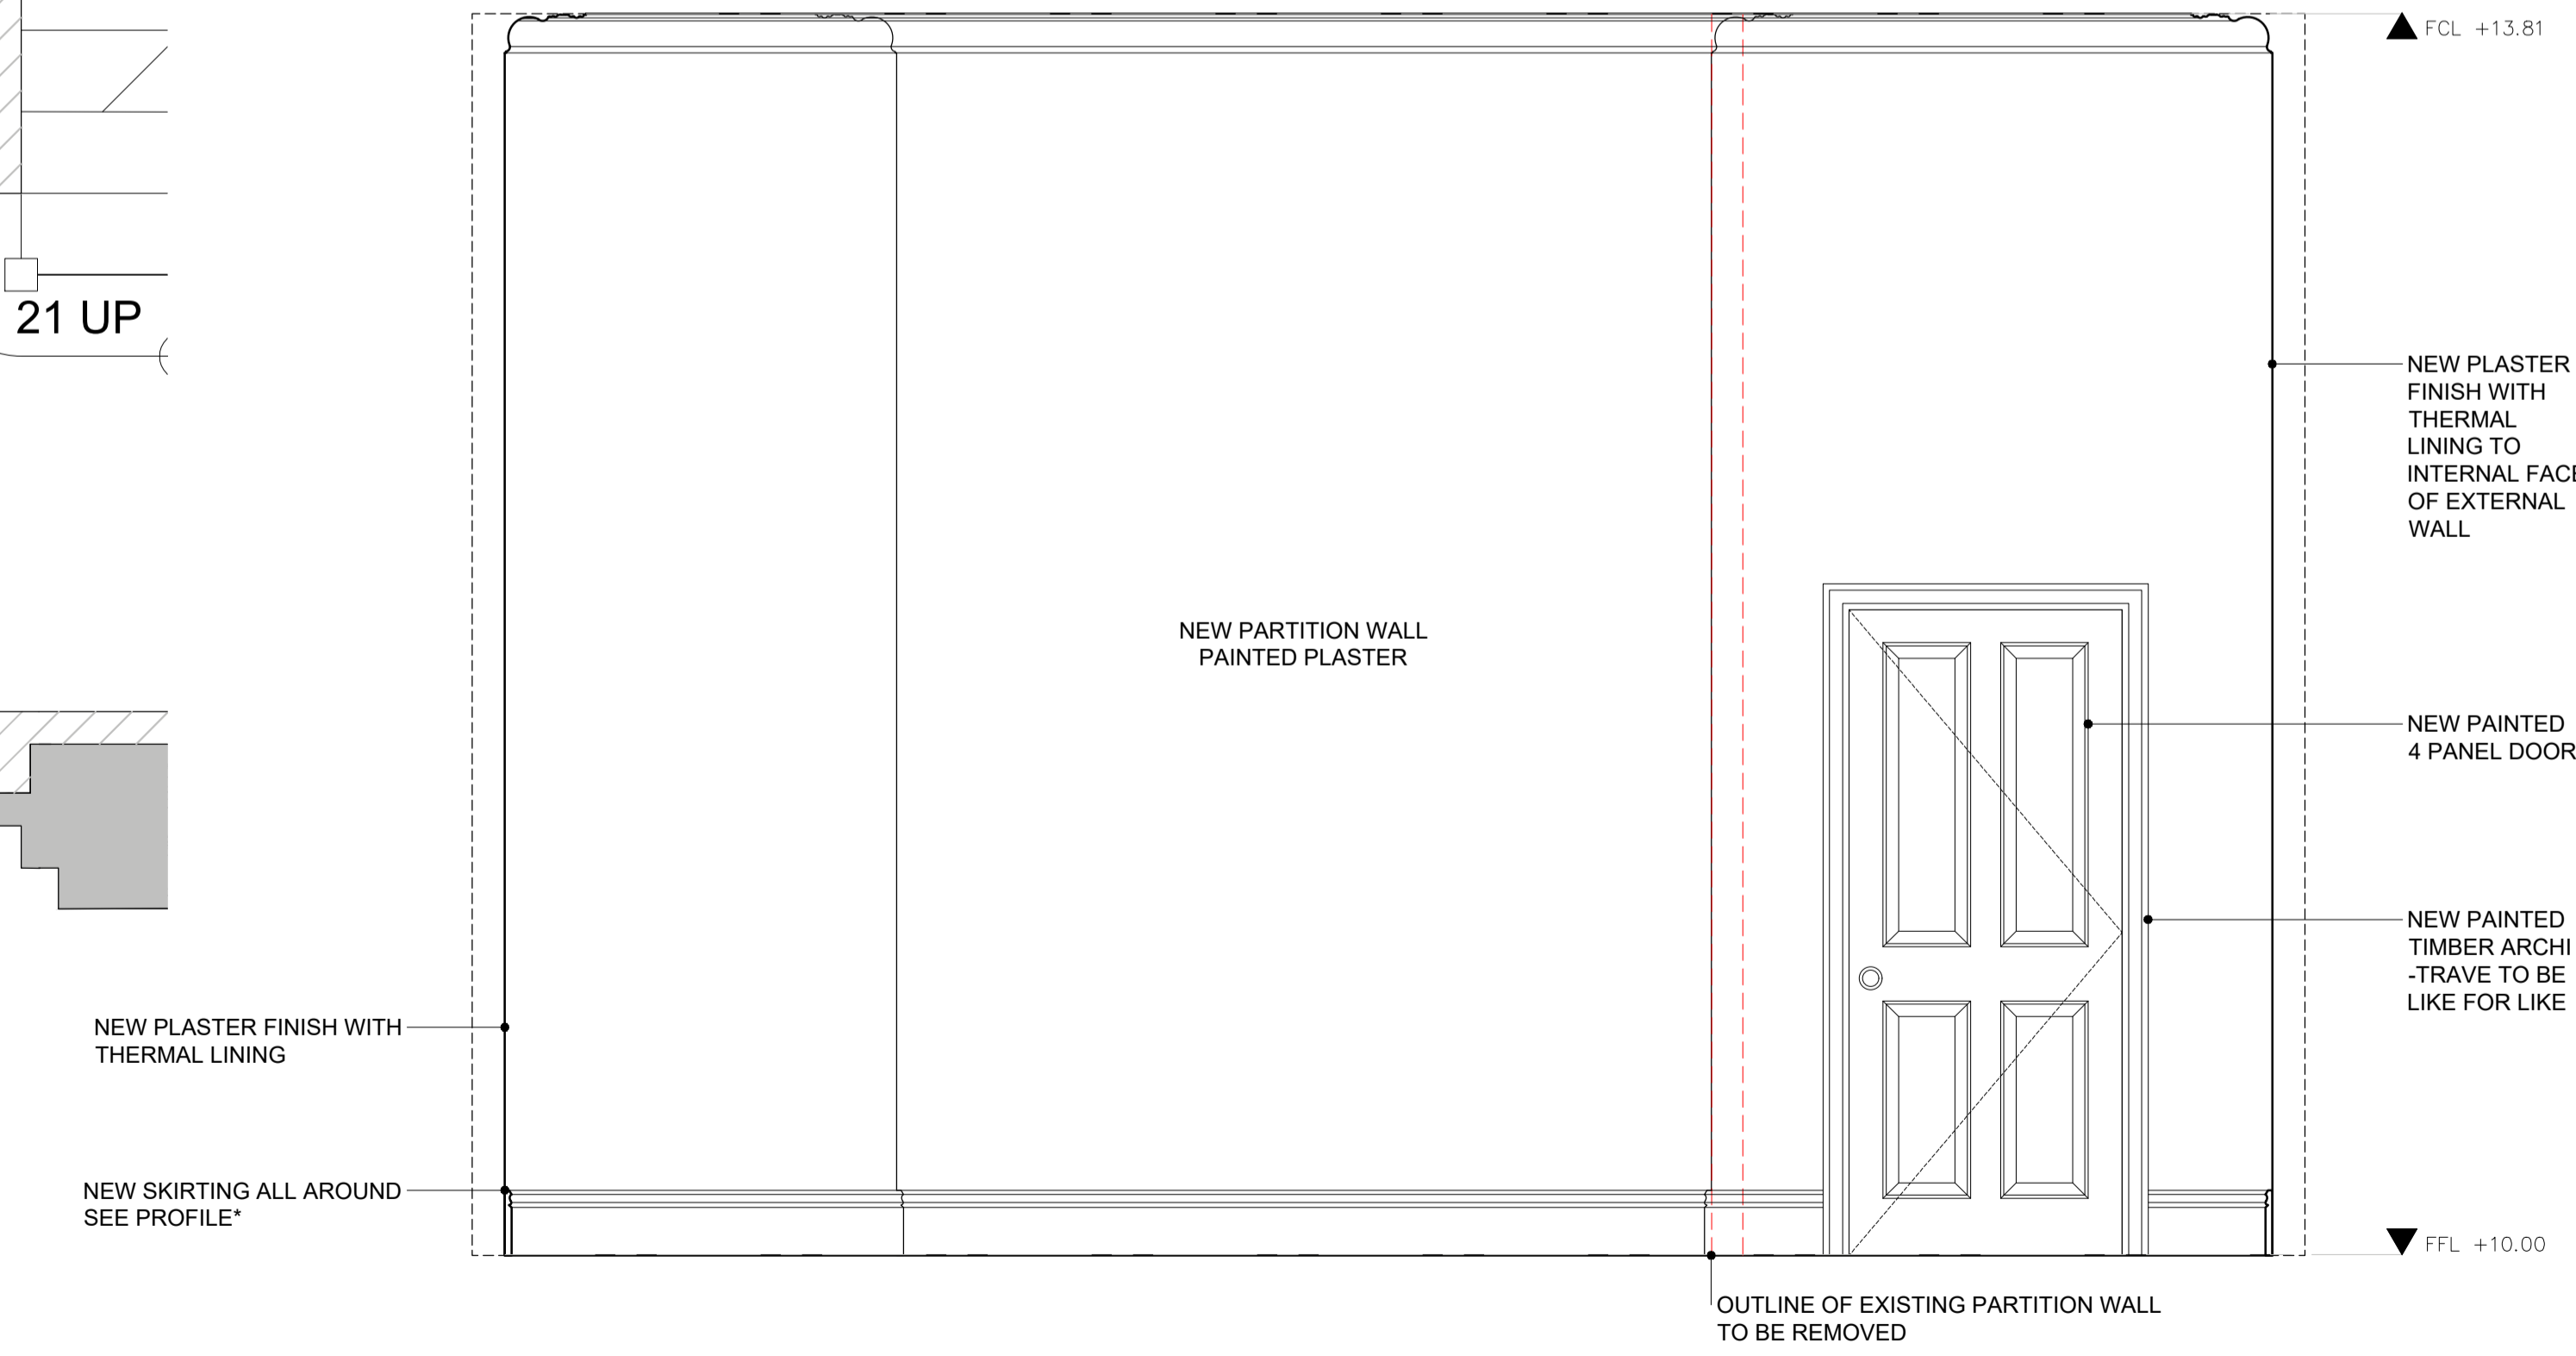 FCL +13.81
21 UP
NEW PLASTER
FINISH WITH
THERMAL
LINING TO
INTERNAL FACE
OF EXTERNAL
WALL
NEW PARTITION WALL
PAINTED PLASTER
NEW PAINTED
4 PANEL DOOR
NEW PAINTED
TIMBER ARCHI
-TRAVE TO BE
LIKE FOR LIKE
NEW PLASTER FINISH WITH
THERMAL LINING
NEW SKIRTING ALL AROUND
SEE PROFILE*
FFL +10.00
OUTLINE OF EXISTING PARTITION WALL
TO BE REMOVED